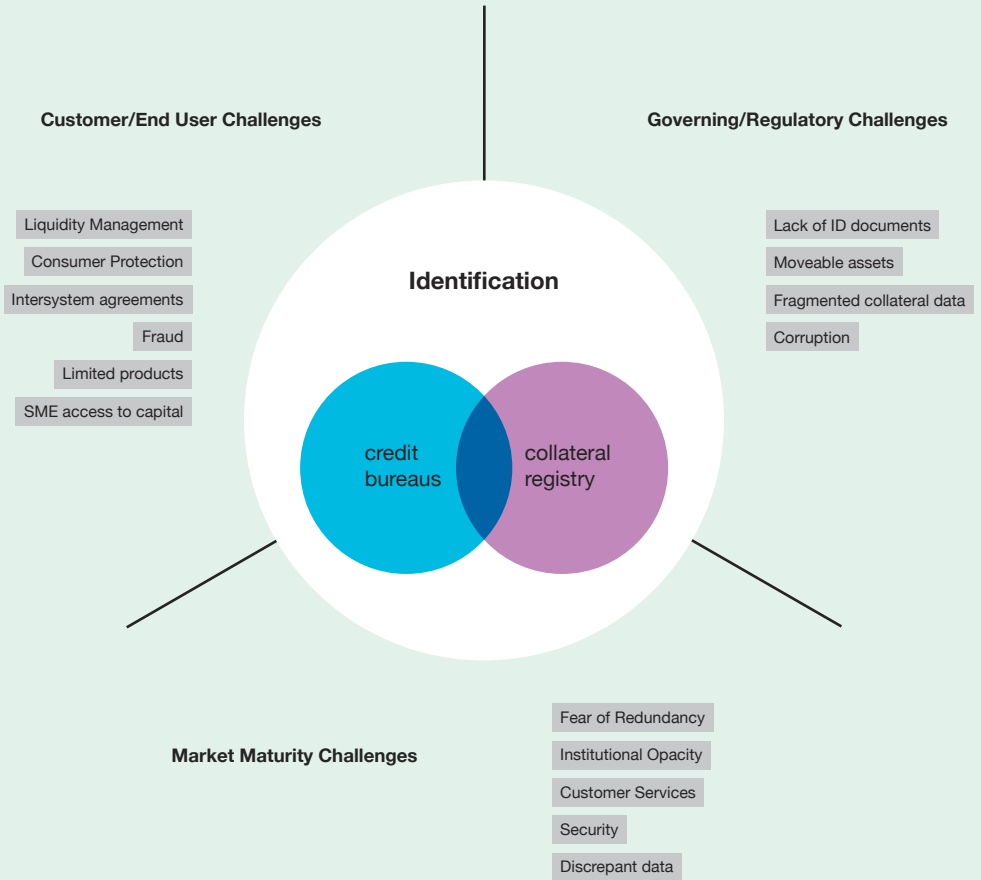 Customer/End User Challenges
Liquidity Management
Consumer Protection
Intersystem agreements
Fraud
Limited products
SME access to capital
Governing/Regulatory Challenges
Lack of ID documents
Moveable assets
Fragmented collateral data
Corruption
Identification
credit
bureaus
collateral
registry
Market Maturity Challenges
Fear of Redundancy
Institutional Opacity
Customer Services
Security
Discrepant data